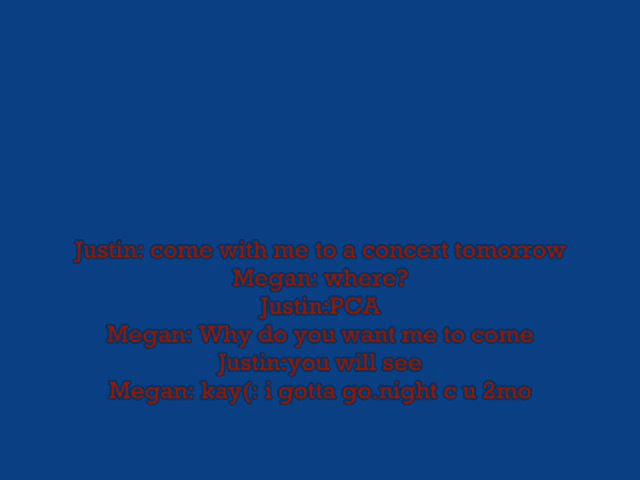 Justin: come with me to a concert tomorrow
Megan: where?
Justin:PCA
Megan: Why do you want me to come
Justin:you will see
Megan: kay(: i gotta go.night c u 2mo